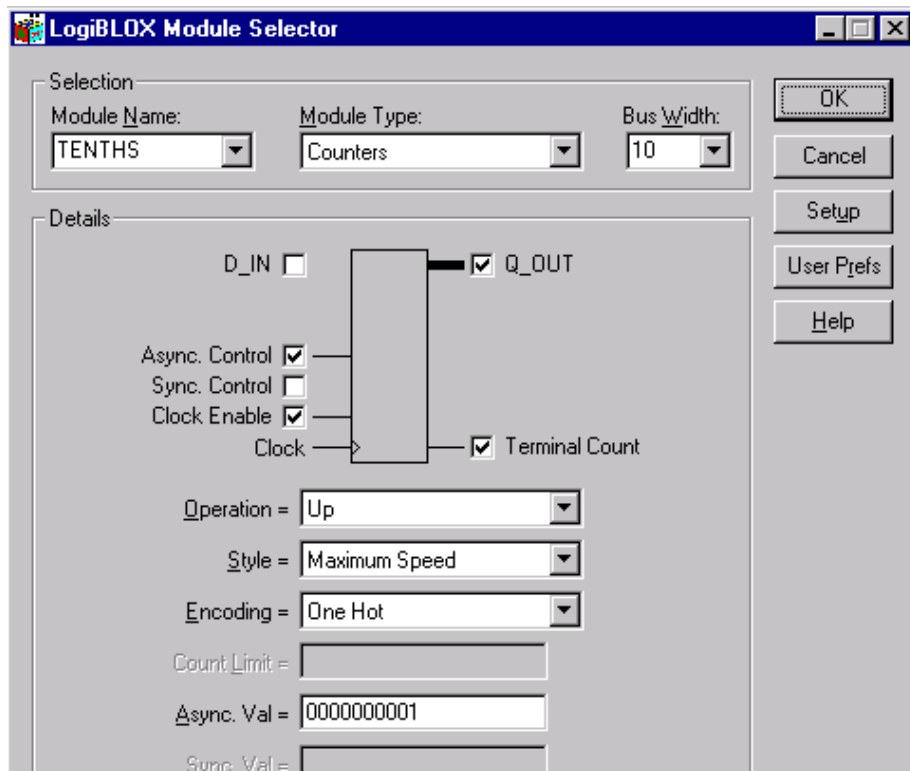 LogiBLOX Module Selector
Selection
Module Name: Module Type: Bus Width:
TENTHS Counters 10
OK
Cancel
Setup
User Prefs
Help
Details
D_IN Q_OUT
Async. Control
Sync. Control
Clock Enable
Clock Terminal Count
Operation = Up
Style = Maximum Speed
Encoding = One Hot
Count Limit =
Async. Val = 0000000001
Sync. Val =